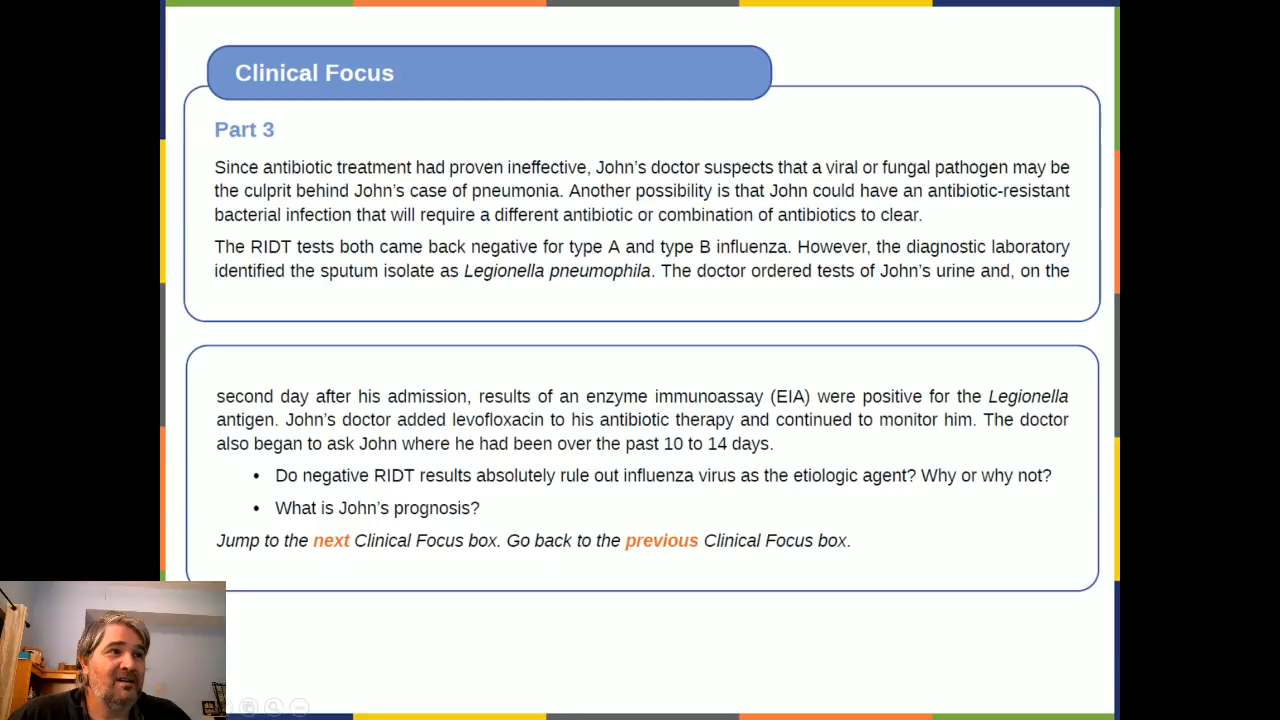 Clinical Focus
Part 3
Since antibiotic treatment had proven ineffective, John’s doctor suspects that a viral or fungal pathogen may be
the culprit behind John’s case of pneumonia. Another possibility is that John could have an antibiotic-resistant
bacterial infection that will require a different antibiotic or combination of antibiotics to clear.
The RIDT tests both came back negative for type A and type B influenza. However, the diagnostic laboratory
identified the sputum isolate as Legionella pneumophila. The doctor ordered tests of John’s urine and, on the
second day after his admission, results of an enzyme immunoassay (EIA) were positive for the Legionella
antigen. John’s doctor added levofloxacin to his antibiotic therapy and continued to monitor him. The doctor
also began to ask John where he had been over the past 10 to 14 days.
• Do negative RIDT results absolutely rule out influenza virus as the etiologic agent? Why or why not?
• What is John’s prognosis?
Jump to the next Clinical Focus box. Go back to the previous Clinical Focus box.